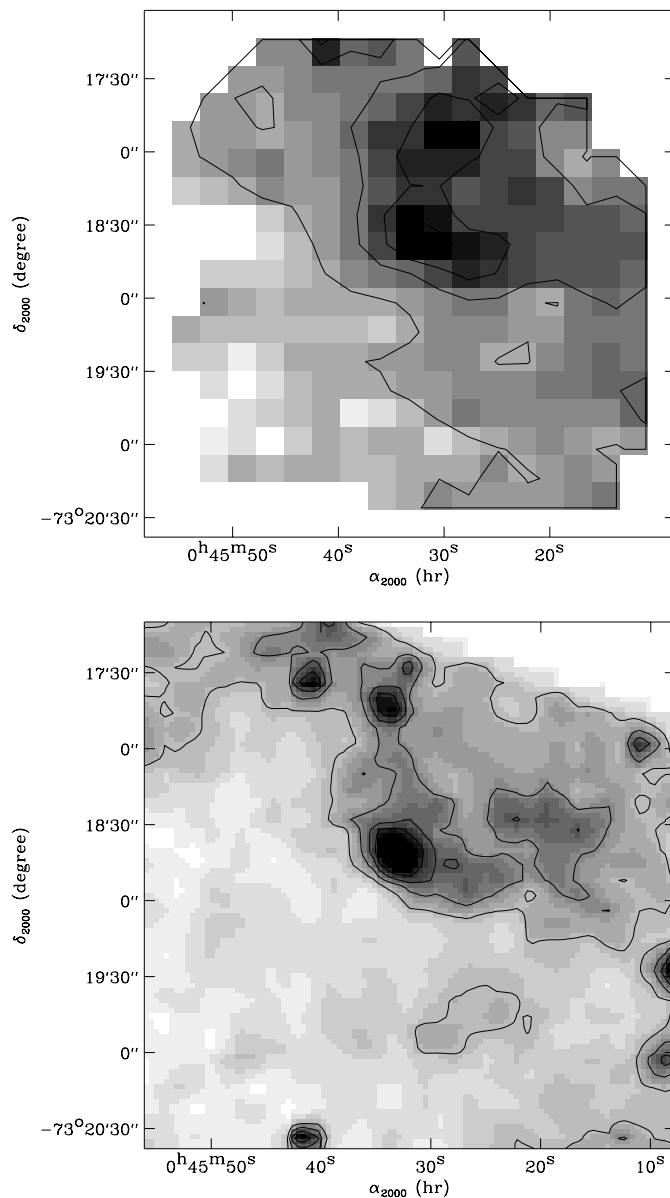 17'30"
0"
18'30"
0"
19'30"
0"
−73°20'30"
δ2000 (degree)
0h45m50s 40s 30s 20s
α2000 (hr)
17'30"
0"
18'30"
0"
19'30"
0"
−73°20'30"
δ2000 (degree)
0h45m50s 40s 30s 20s 10s
α2000 (hr)